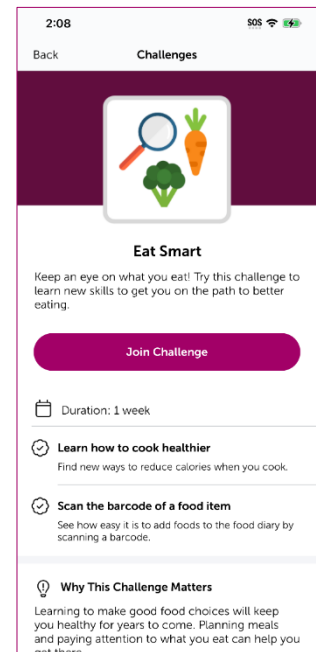 2:08 SOS
Back Challenges
Eat Smart
Keep an eye on what you eat! Try this challenge to
learn new skills to get you on the path to better
eating.
Join Challenge
Duration: 1 week
Learn how to cook healthier
Find new ways to reduce calories when you cook.
Scan the barcode of a food item
See how easy it is to add foods to the food diary by
scanning a barcode.
Why This Challenge Matters
Learning to make good food choices will keep
you healthy for years to come. Planning meals
and paying attention to what you eat can help you
get there